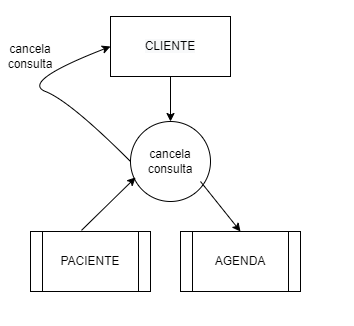 CLIENTE
cancela
consulta
cancela
consulta
PACIENTE
AGENDA